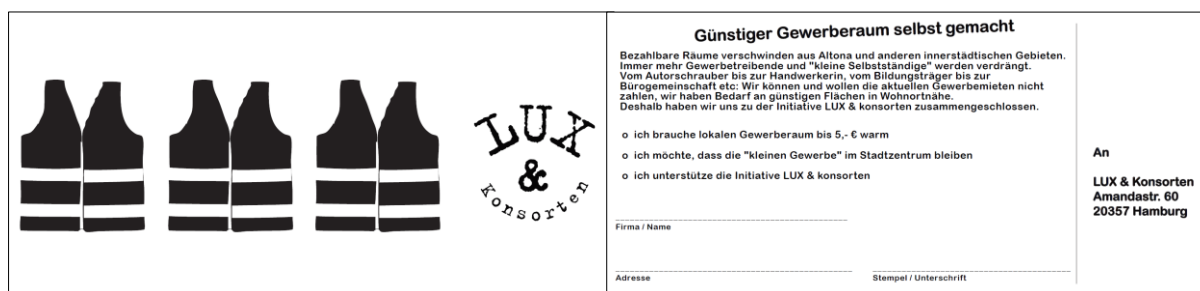 LUX
&
Konsorten
Günstiger Gewerberaum selbst gemacht
Bezahlbare Räume verschwinden aus Altona und anderen innerstädtischen Gebieten.
Immer mehr Gewerbetreibende und "kleine Selbstständige" werden verdrängt.
Vom Autorschrauber bis zur Handwerkerin, vom Bildungsträger bis zur
Bürogemeinschaft etc: Wir können und wollen die aktuellen Gewerbemieten nicht
zahlen, wir haben Bedarf an günstigen Flächen in Wohnortnähe.
Deshalb haben wir uns zu der Initiative LUX & konsorten zusammengeschlossen.
o ich brauche lokalen Gewerberaum bis 5,- € warm
o ich möchte, dass die "kleinen Gewerbe" im Stadtzentrum bleiben
o ich unterstütze die Initiative LUX & konsorten
Firma / Name
Adresse
Stempel / Unterschrift
An
LUX & Konsorten
Amandastr. 60
20357 Hamburg